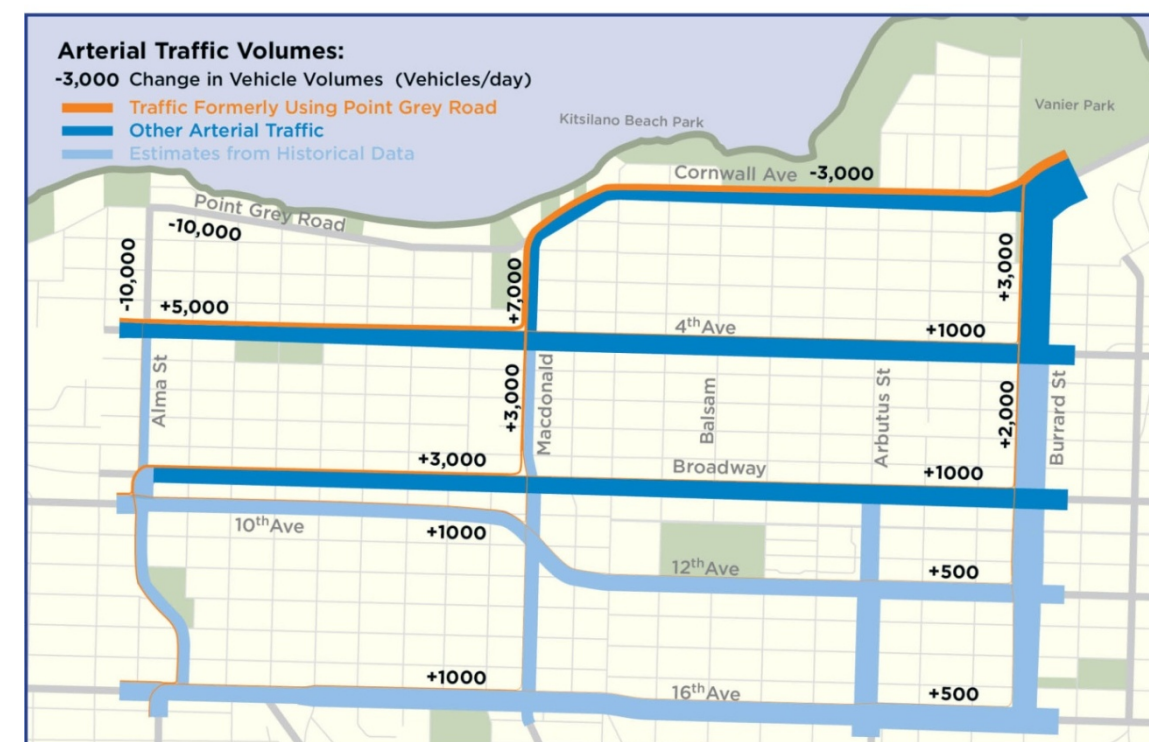 Arterial Traffic Volumes:
-3,000 Change in Vehicle Volumes (Vehicles/day)
Traffic Formerly Using Point Grey Road
Other Arterial Traffic
Estimates from Historical Data
Vanier Park
Kitsilano Beach Park
Cornwall Ave -3,000
Point Grey Road
-10,000
-10,000
+7,000
+3,000
+5,000
4th Ave
+1000
Alma St
+3,000
Macdonald
Balsam
Arbutus St
+2,000
Burrard St
+3,000
Broadway
+1000
10th Ave
+1000
12th Ave
+500
+1000
16th Ave
+500